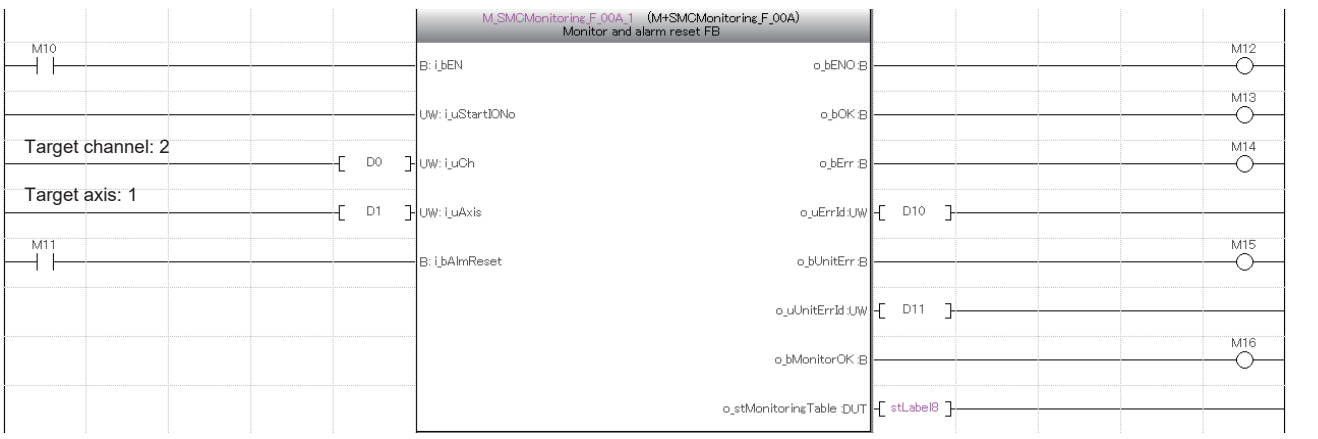 M_SMCMonitoring_F_00A_1 (M+SMCMonitoring_F_00A)
Monitor and alarm reset FB
M10
B: i_bEN
o_bENO:B
M12
UW: i_uStartIONo
o_bOK:B
M13
Target channel: 2
D0
UW: i_uCh
o_bErr:B
M14
Target axis: 1
D1
UW: i_uAxis
o_uErrId:UW
D10
M11
B: i_bAlmReset
o_bUnitErr:B
M15
o_uUnitErrId:UW
D11
o_bMonitorOK:B
M16
o_stMonitoringTable:DUT
stLabel8